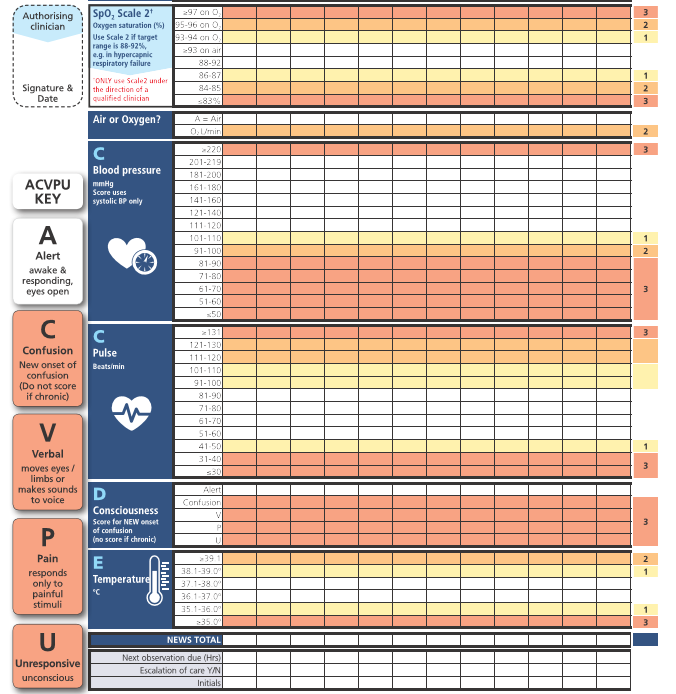 Authorising
clinician
Signature &
Date
ACVPU
KEY
A
Alert
awake &
responding,
eyes open
C
Confusion
New onset of
confusion
(Do not score
if chronic)
V
Verbal
moves eyes /
limbs or
makes sounds
to voice
P
Pain
responds
only to
painful
stimuli
U
Unresponsive
unconscious
SpO₂ Scale 2†
Oxygen saturation (%)
Use Scale 2 if target
range is 88-92%,
e.g. in hypercapnic
respiratory failure
†ONLY use Scale2 under
the direction of a
qualified clinician
≥97 on O₂ 3
95-96 on O₂ 2
93-94 on O₂ 1
≥93 on air
88-92
86-87 1
84-85 2
≤83% 3
Air or Oxygen?
A = Air
O₂ L/min 2
C
Blood pressure
mmHg
Score uses
systolic BP only
≥220 3
201-219
181-200
161-180
141-160
121-140
111-120
101-110 1
91-100 2
81-90
71-80
61-70 3
51-60
≤50
C
Pulse
Beats/min
≥131 3
121-130
111-120
101-110
91-100
81-90
71-80
61-70
51-60
41-50 1
31-40
3
≤30
D
Consciousness
Score for NEW onset
of confusion
(no score if chronic)
Alert
Confusion
V
3
P
U
E
Temperature
°C
≥39.1 2
38.1-39.0° 1
37.1-38.0°
36.1-37.0°
35.1-36.0° 1
≥35.0° 3
NEWS TOTAL
Next observation due (Hrs)
Escalation of care Y/N
Initials